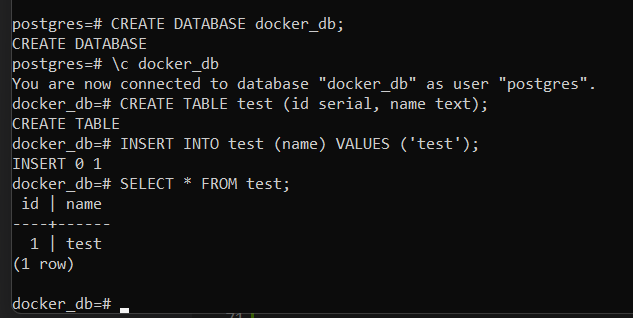 postgres=# CREATE DATABASE docker_db;
CREATE DATABASE
postgres=# \c docker_db
You are now connected to database "docker_db" as user "postgres".
docker_db=# CREATE TABLE test (id serial, name text);
CREATE TABLE
docker_db=# INSERT INTO test (name) VALUES ('test');
INSERT 0 1
docker_db=# SELECT * FROM test;
 id | name
----+------
  1 | test
(1 row)

docker_db=#